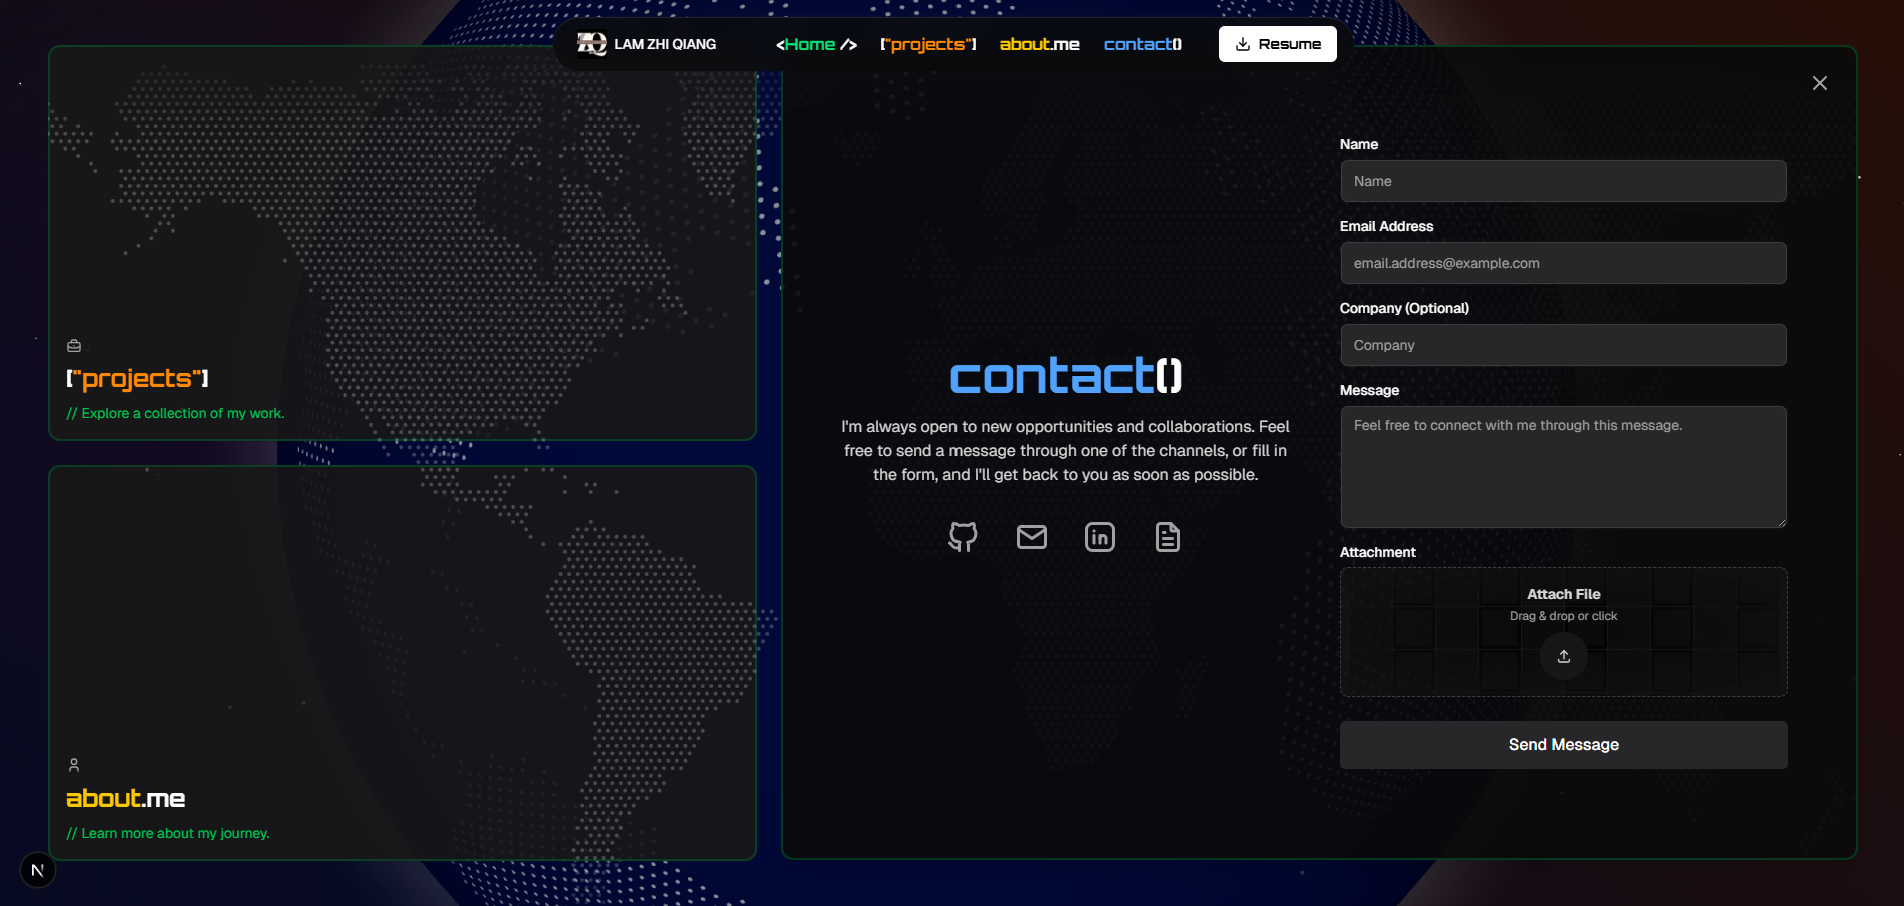 LAM ZHI QIANG
<Home />
["projects"]
about.me
contact()
Resume
["projects"]
// Explore a collection of my work.
about.me
// Learn more about my journey.
contact()
I'm always open to new opportunities and collaborations. Feel
free to send a message through one of the channels, or fill in
the form, and I'll get back to you as soon as possible.
Name
Name
Email Address
email.address@example.com
Company (Optional)
Company
Message
Feel free to connect with me through this message.
Attachment
Attach File
Drag & drop or click
Send Message
N